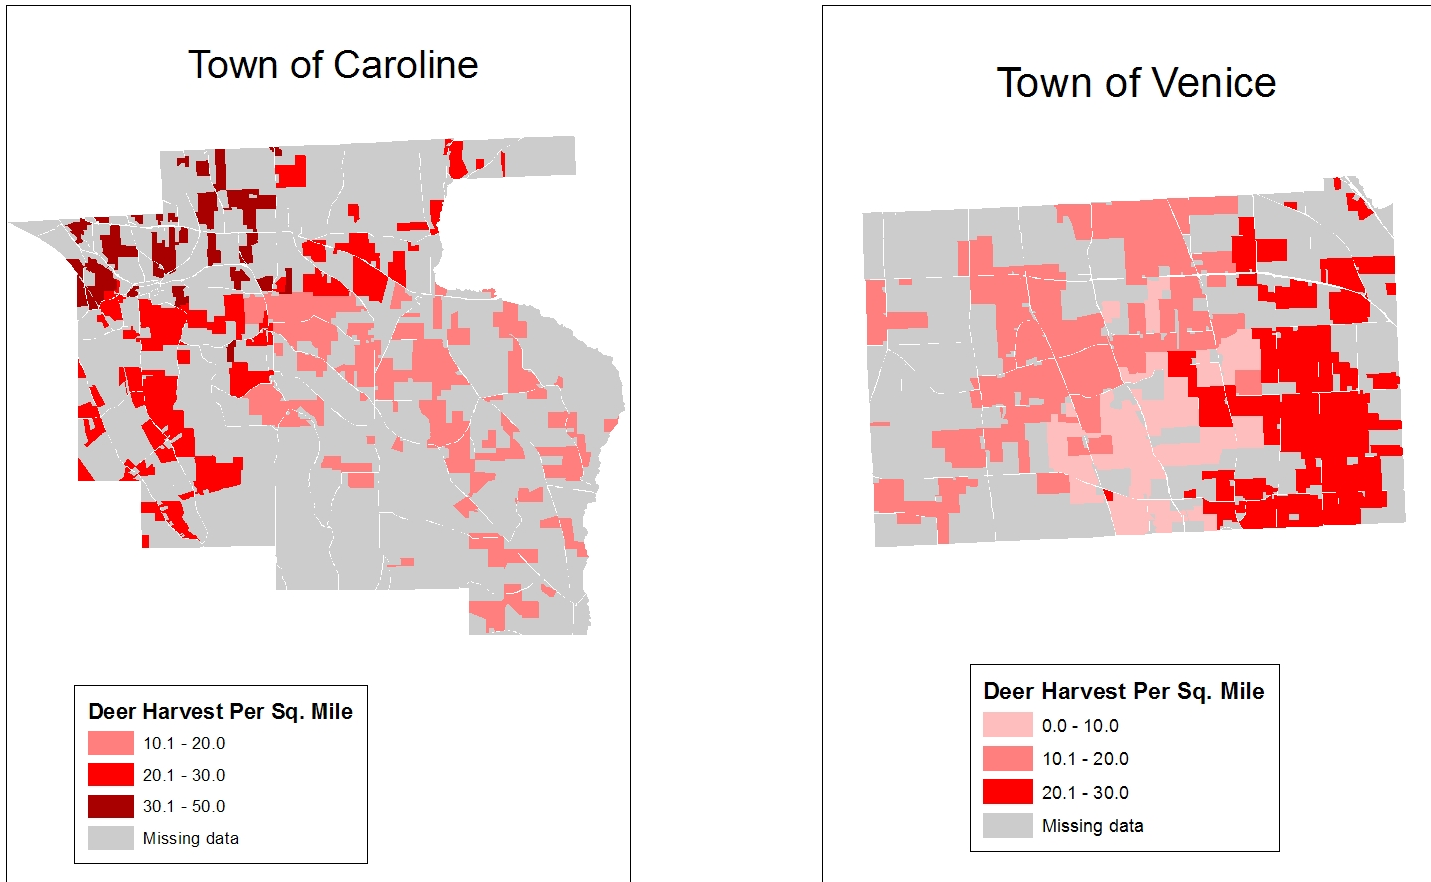 Town of Caroline
Deer Harvest Per Sq. Mile
10.1 - 20.0
20.1 - 30.0
30.1 - 50.0
Missing data
Town of Venice
Deer Harvest Per Sq. Mile
0.0 - 10.0
10.1 - 20.0
20.1 - 30.0
Missing data